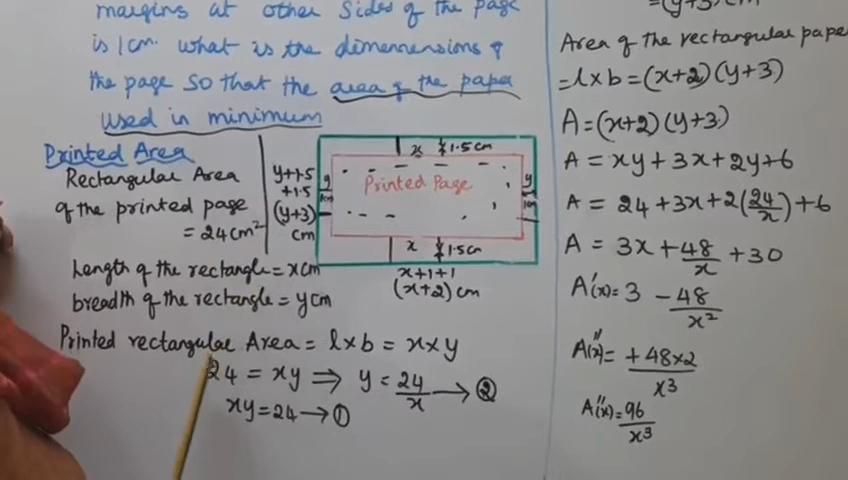 margins at other sides of the page
is 1cm. what is the dimennensions of
the page so that the area of the paper
used in minimum
Printed Area
Rectangular Area
of the printed page
= 24cm²
y+1.5
+1.5
(y+3)
cm
x
1.5cm
y
1cm
Printed Page
y
1cm
x
1.5cm
x+1+1
(x+2)cm
Length of the rectangle = x cm
breadth of the rectangle = y cm
Printed rectangular Area = l×b = x×y
24 = xy ⟹ y = 24/x → ②
xy = 24 → ①
=(y+3) cm
Area of the rectangular paper
= l×b = (x+2)(y+3)
A = (x+2)(y+3)
A = xy+3x+2y+6
A = 24+3x+2(24/x)+6
A = 3x+48/x+30
A'(x) = 3 - 48/x²
A''(x) = +48×2/x³
A''(x) = 96/x³